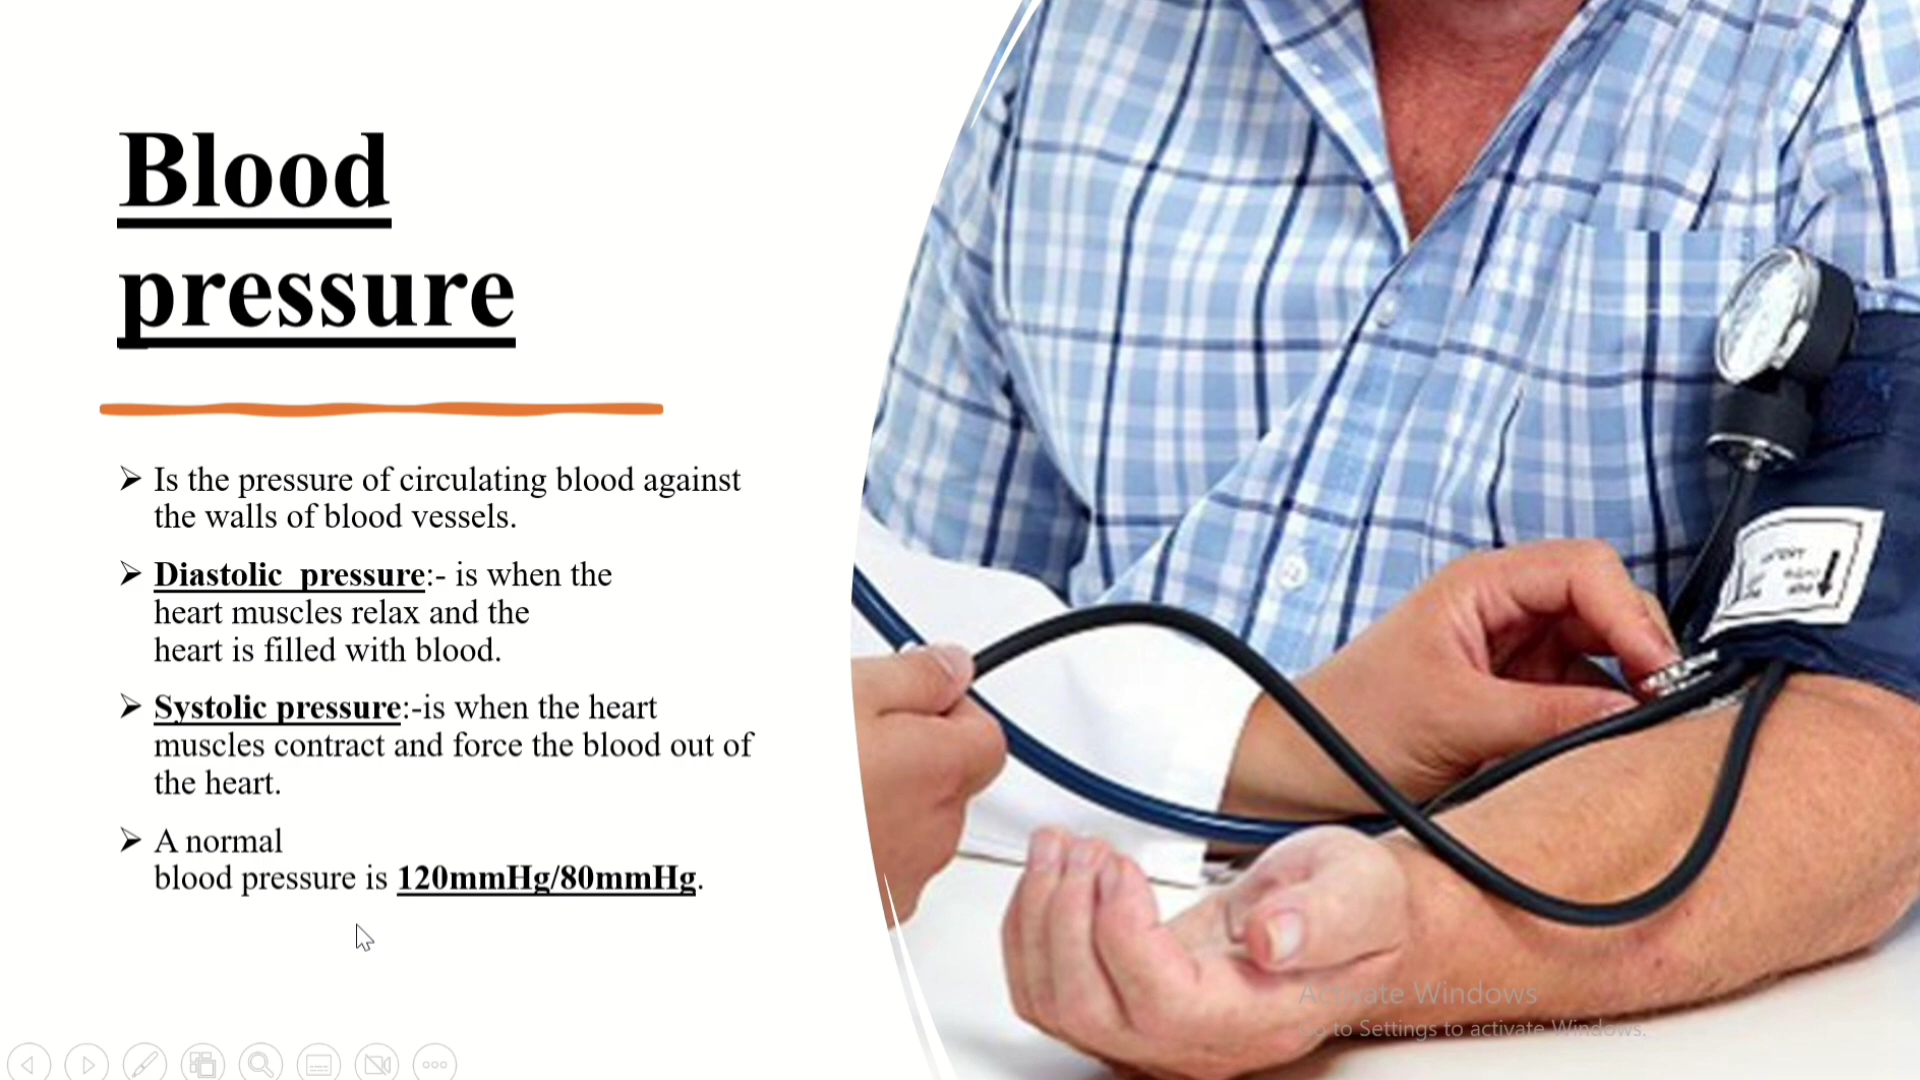 Blood
pressure
➢ Is the pressure of circulating blood against
the walls of blood vessels.
➢ Diastolic pressure:- is when the
heart muscles relax and the
heart is filled with blood.
➢ Systolic pressure:-is when the heart
muscles contract and force the blood out of
the heart.
➢ A normal
blood pressure is 120mmHg/80mmHg.
Activate Windows
Go to Settings to activate Windows.